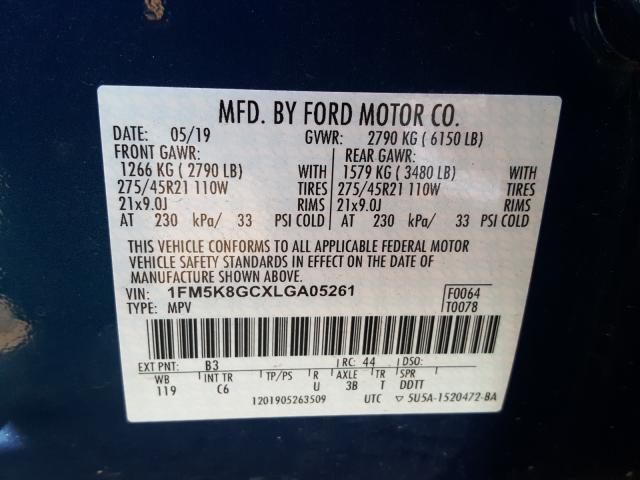 MFD. BY FORD MOTOR CO.
DATE: 05/19 GVWR: 2790 KG ( 6150 LB)
FRONT GAWR: REAR GAWR:
1266 KG ( 2790 LB) WITH 1579 KG ( 3480 LB) WITH
275/45R21 110W TIRES 275/45R21 110W TIRES
21x9.0J RIMS 21x9.0J RIMS
AT 230 kPa/ 33 PSI COLD AT 230 kPa/ 33 PSI COLD
THIS VEHICLE CONFORMS TO ALL APPLICABLE FEDERAL MOTOR
VEHICLE SAFETY STANDARDS IN EFFECT ON THE DATE OF
MANUFACTURE SHOWN ABOVE.
VIN: 1FM5K8GCXLGA05261 F0064
TYPE: MPV T0078
EXT PNT: B3 RC: 44 DSO:
WB INT TR TP/PS R AXLE TR SPR
119 C6 U 3B T DDTT
1201905263509 UTC ▽ 5U5A-1520472-BA